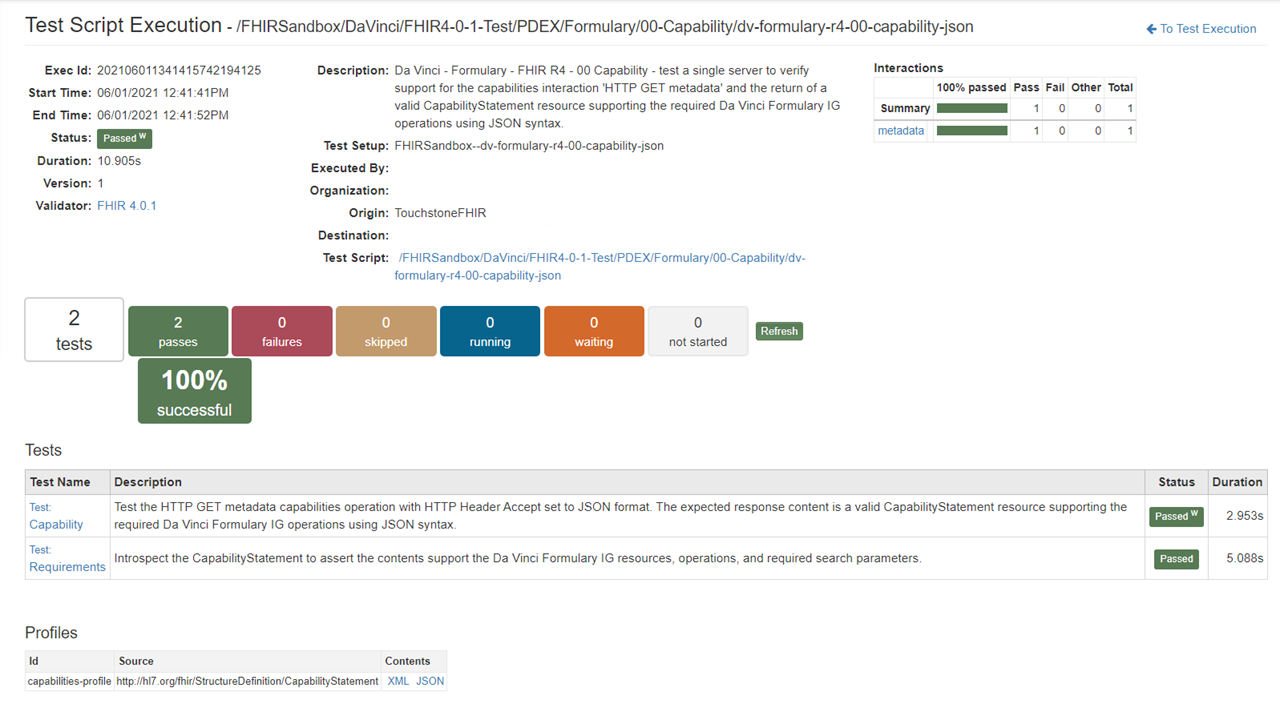 Test Script Execution - /FHIRSandbox/DaVinci/FHIR4-0-1-Test/PDEX/Formulary/00-Capability/dv-formulary-r4-00-capability-json
To Test Execution
Exec Id: 20210601134141574219​4125
Start Time: 06/01/2021 12:41:41PM
End Time: 06/01/2021 12:41:52PM
Status: Passed W
Duration: 10.905s
Version: 1
Validator: FHIR 4.0.1
Description: Da Vinci - Formulary - FHIR R4 - 00 Capability - test a single server to verify
support for the capabilities interaction 'HTTP GET metadata' and the return of a
valid CapabilityStatement resource supporting the required Da Vinci Formulary IG
operations using JSON syntax.
Test Setup: FHIRSandbox--dv-formulary-r4-00-capability-json
Executed By:
Organization:
Origin: TouchstoneFHIR
Destination:
Test Script: /FHIRSandbox/DaVinci/FHIR4-0-1-Test/PDEX/Formulary/00-Capability/dv-
formulary-r4-00-capability-json
Interactions
100% passed Pass Fail Other Total
Summary 1 0 0 1
metadata 1 0 0 1
2 tests
2 passes
0 failures
0 skipped
0 running
0 waiting
0 not started
Refresh
100%
successful
Tests
Test Name Description Status Duration
Test: Capability
Test the HTTP GET metadata capabilities operation with HTTP Header Accept set to JSON format. The expected response content is a valid CapabilityStatement resource supporting the
required Da Vinci Formulary IG operations using JSON syntax.
Passed W 2.953s
Test: Requirements
Introspect the CapabilityStatement to assert the contents support the Da Vinci Formulary IG resources, operations, and required search parameters.
Passed 5.088s
Profiles
Id Source Contents
capabilities-profile http://hl7.org/fhir/StructureDefinition/CapabilityStatement XML JSON